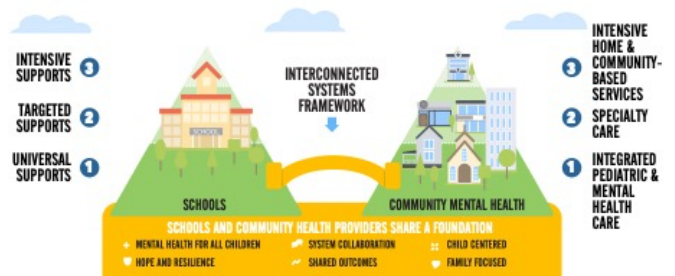 INTENSIVE
SUPPORTS 3
TARGETED
SUPPORTS 2
UNIVERSAL
SUPPORTS 1
INTERCONNECTED
SYSTEMS
FRAMEWORK
3 INTENSIVE
HOME &
COMMUNITY-
BASED
SERVICES
2 SPECIALTY
CARE
1 INTEGRATED
PEDIATRIC &
MENTAL
HEALTH
CARE
SCHOOL
SCHOOLS
COMMUNITY MENTAL HEALTH
SCHOOLS AND COMMUNITY HEALTH PROVIDERS SHARE A FOUNDATION
MENTAL HEALTH FOR ALL CHILDREN
SYSTEM COLLABORATION
CHILD CENTERED
HOPE AND RESILIENCE
SHARED OUTCOMES
FAMILY FOCUSED